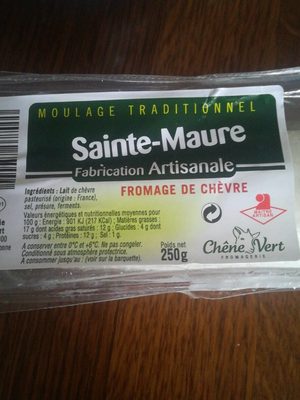 MOULAGE TRADITIONNEL
Sainte-Maure
Fabrication Artisanale
FROMAGE DE CHÈVRE
Ingrédients : Lait de chèvre
pasteurisé (origine : France),
sel, présure, ferments.
Valeurs énergétiques et nutritionnelles moyennes pour
100 g : Energie : 901 KJ (217 KCal) ; Matières grasses :
17 g dont acides gras saturés : 12 g ; Glucides : 4 g dont
sucres : 4 g ; Protéines : 12 g ; Sel : 1 g.
A conserver entre 0°C et +6°C. Ne pas congeler.
Conditionné sous atmosphère protectrice.
A consommer jusqu'au : (voir sur la barquette).
Poids net
250g
MAÎTRE
ARTISAN
Chêne Vert
FROMAGERIE